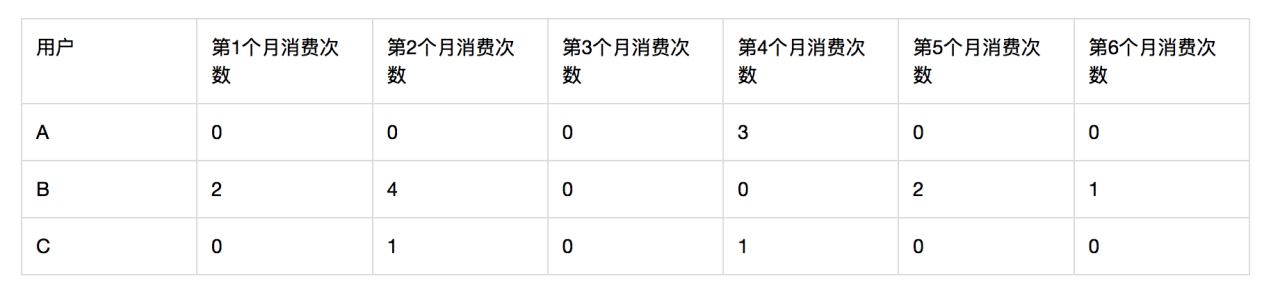 用户 第1个月消费次 第2个月消费次 第3个月消费次 第4个月消费次 第5个月消费次 第6个月消费次
数 数 数 数 数 数
A 0 0 0 3 0 0
B 2 4 0 0 2 1
C 0 1 0 1 0 0